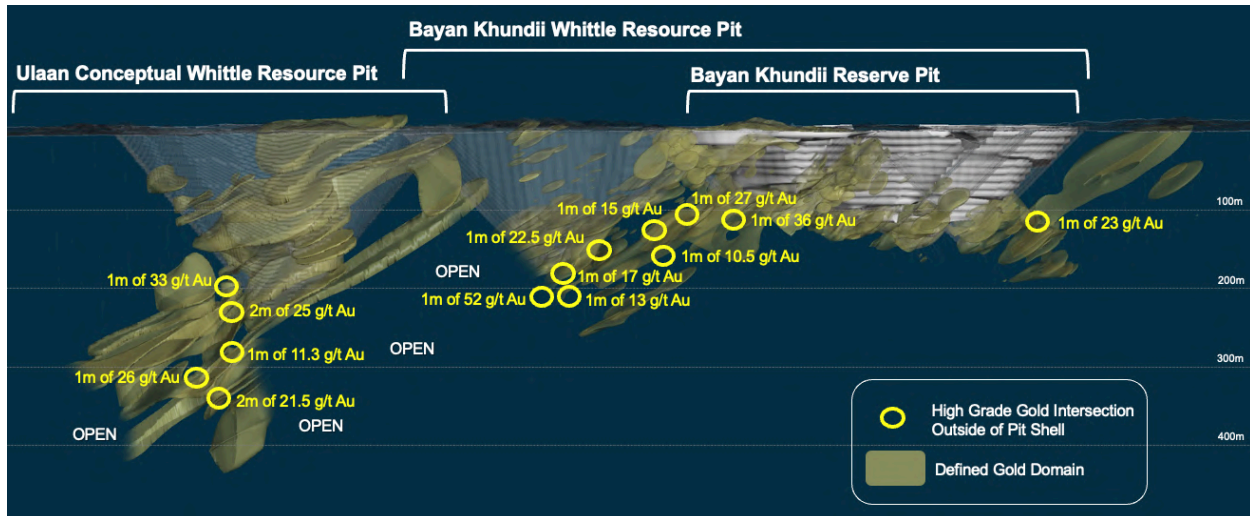 Bayan Khundii Whittle Resource Pit
Ulaan Conceptual Whittle Resource Pit
Bayan Khundii Reserve Pit
1m of 27 g/t Au
1m of 15 g/t Au
1m of 36 g/t Au
1m of 23 g/t Au
100m
1m of 22.5 g/t Au
1m of 10.5 g/t Au
OPEN
1m of 17 g/t Au
1m of 33 g/t Au
200m
1m of 52 g/t Au
1m of 13 g/t Au
2m of 25 g/t Au
OPEN
1m of 11.3 g/t Au
300m
1m of 26 g/t Au
2m of 21.5 g/t Au
OPEN
OPEN
400m
High Grade Gold Intersection
Outside of Pit Shell
Defined Gold Domain